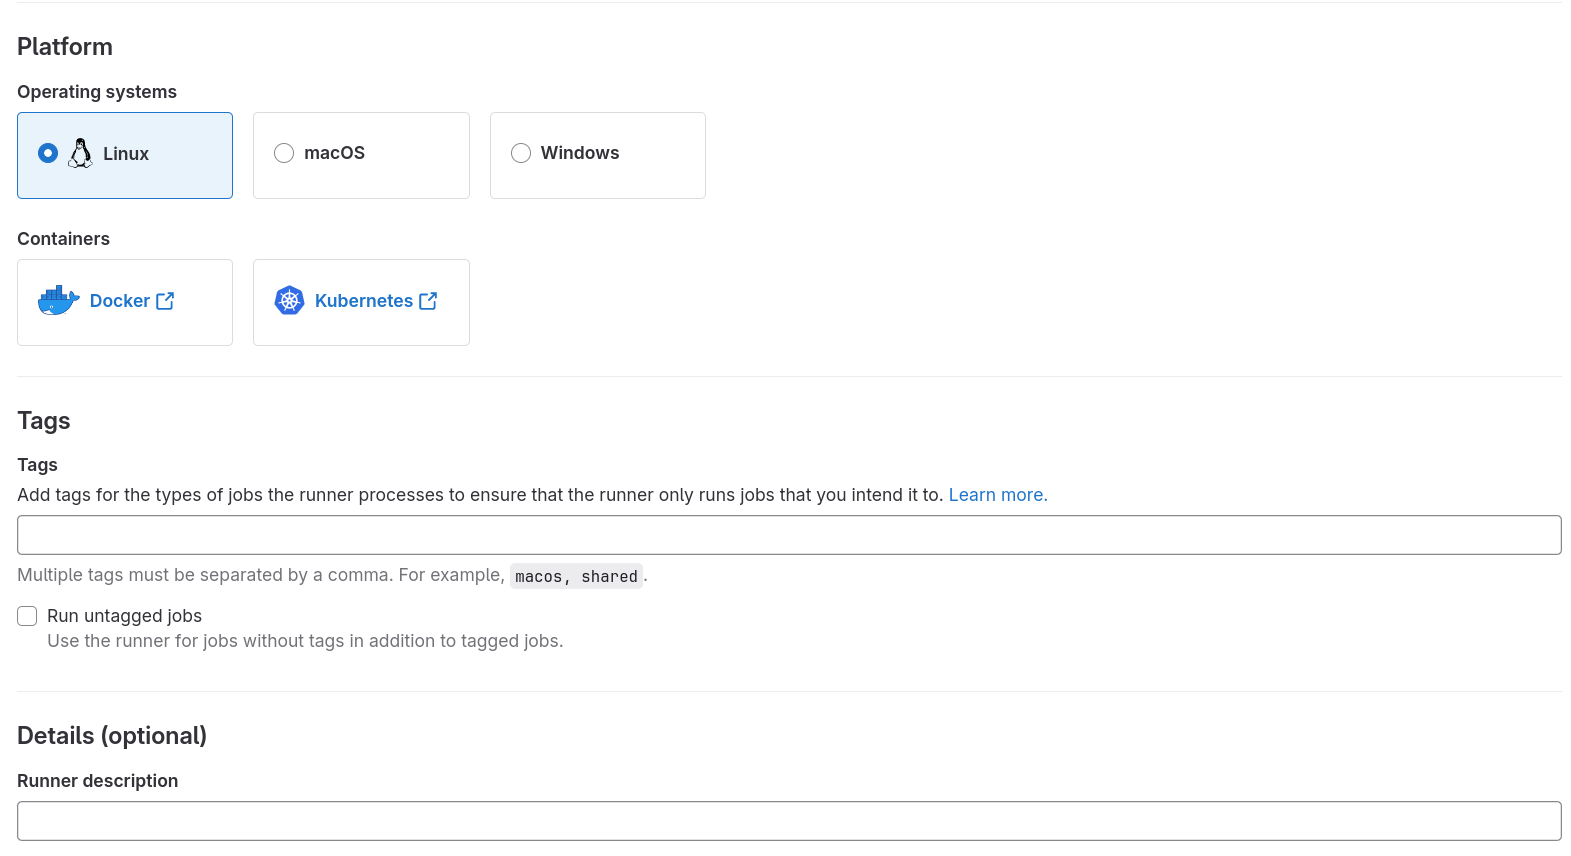 Platform
Operating systems
Linux
macOS
Windows
Containers
Docker
Kubernetes
Tags
Tags
Add tags for the types of jobs the runner processes to ensure that the runner only runs jobs that you intend it to. Learn more.
Multiple tags must be separated by a comma. For example, macos, shared.
Run untagged jobs
Use the runner for jobs without tags in addition to tagged jobs.
Details (optional)
Runner description